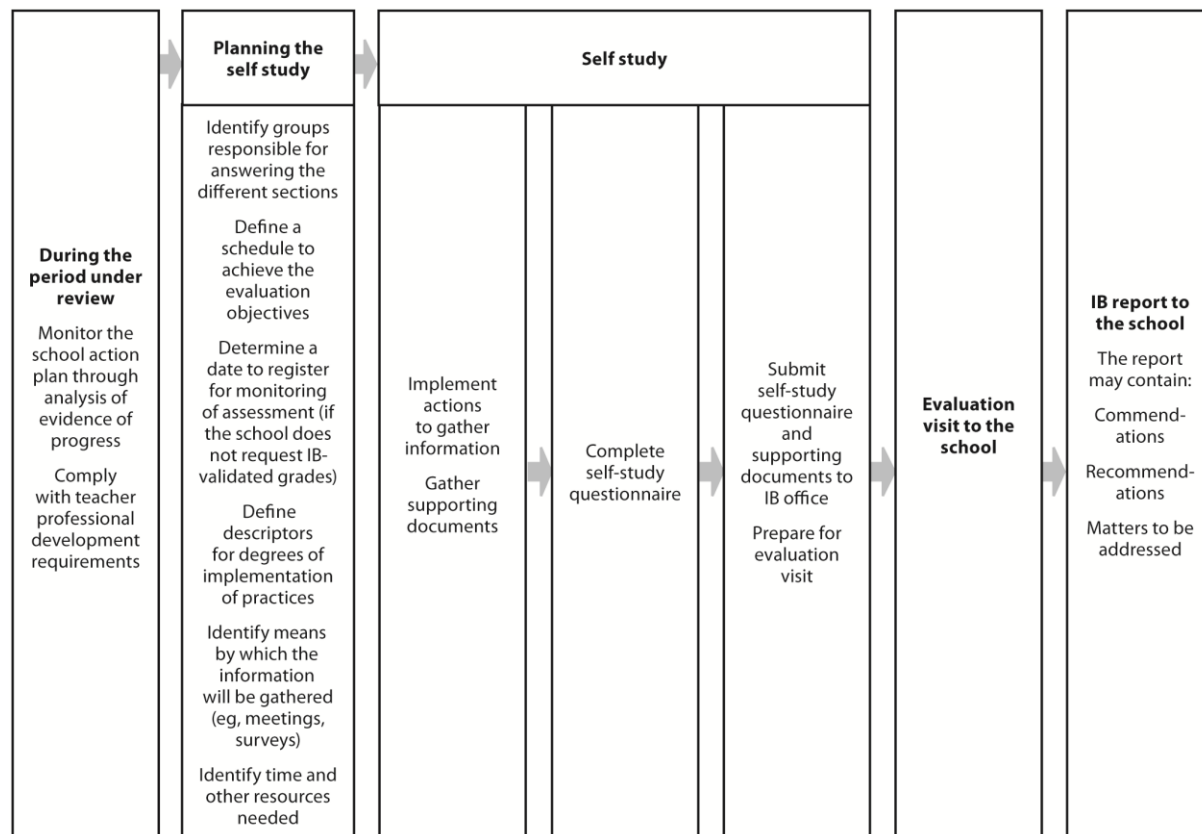 During the
period under
review
Monitor the
school action
plan through
analysis of
evidence of
progress
Comply
with teacher
professional
development
requirements
Planning the
self study
Identify groups
responsible for
answering the
different sections
Define a
schedule to
achieve the
evaluation
objectives
Determine a
date to register
for monitoring
of assessment (if
the school does
not request IB-
validated grades)
Define
descriptors
for degrees of
implementation
of practices
Identify means
by which the
information
will be gathered
(eg, meetings,
surveys)
Identify time and
other resources
needed
Self study
Implement
actions
to gather
information
Gather
supporting
documents
Complete
self-study
questionnaire
Submit
self-study
questionnaire
and
supporting
documents to
IB office
Prepare for
evaluation
visit
Evaluation
visit to the
school
IB report to
the school
The report
may contain:
Commend-
ations
Recommend-
ations
Matters to be
addressed